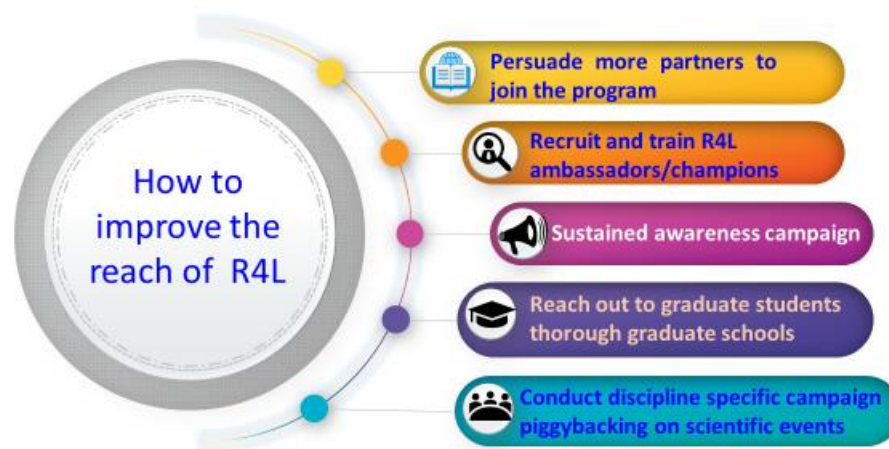 How to
improve the
reach of R4L
Persuade more partners to
join the program
Recruit and train R4L
ambassadors/champions
Sustained awareness campaign
Reach out to graduate students
thorough graduate schools
Conduct discipline specific campaign
piggybacking on scientific events